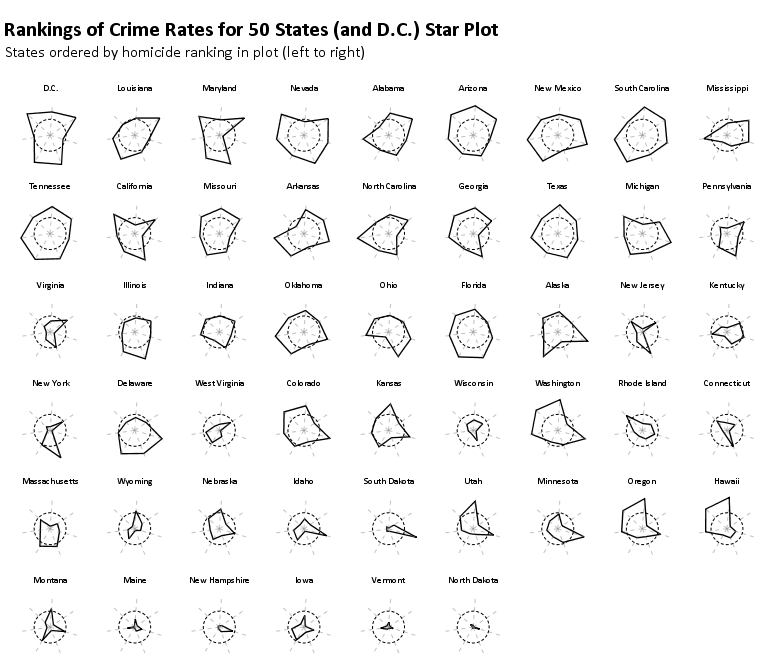 Rankings of Crime Rates for 50 States (and D.C.) Star Plot
States ordered by homicide ranking in plot (left to right)
D.C. Louisiana Maryland Nevada Alabama Arizona New Mexico South Carolina Mississippi
Tennessee California Missouri Arkansas North Carolina Georgia Texas Michigan Pennsylvania
Virginia Illinois Indiana Oklahoma Ohio Florida Alaska New Jersey Kentucky
New York Delaware West Virginia Colorado Kansas Wisconsin Washington Rhode Island Connecticut
Massachusetts Wyoming Nebraska Idaho South Dakota Utah Minnesota Oregon Hawaii
Montana Maine New Hampshire Iowa Vermont North Dakota